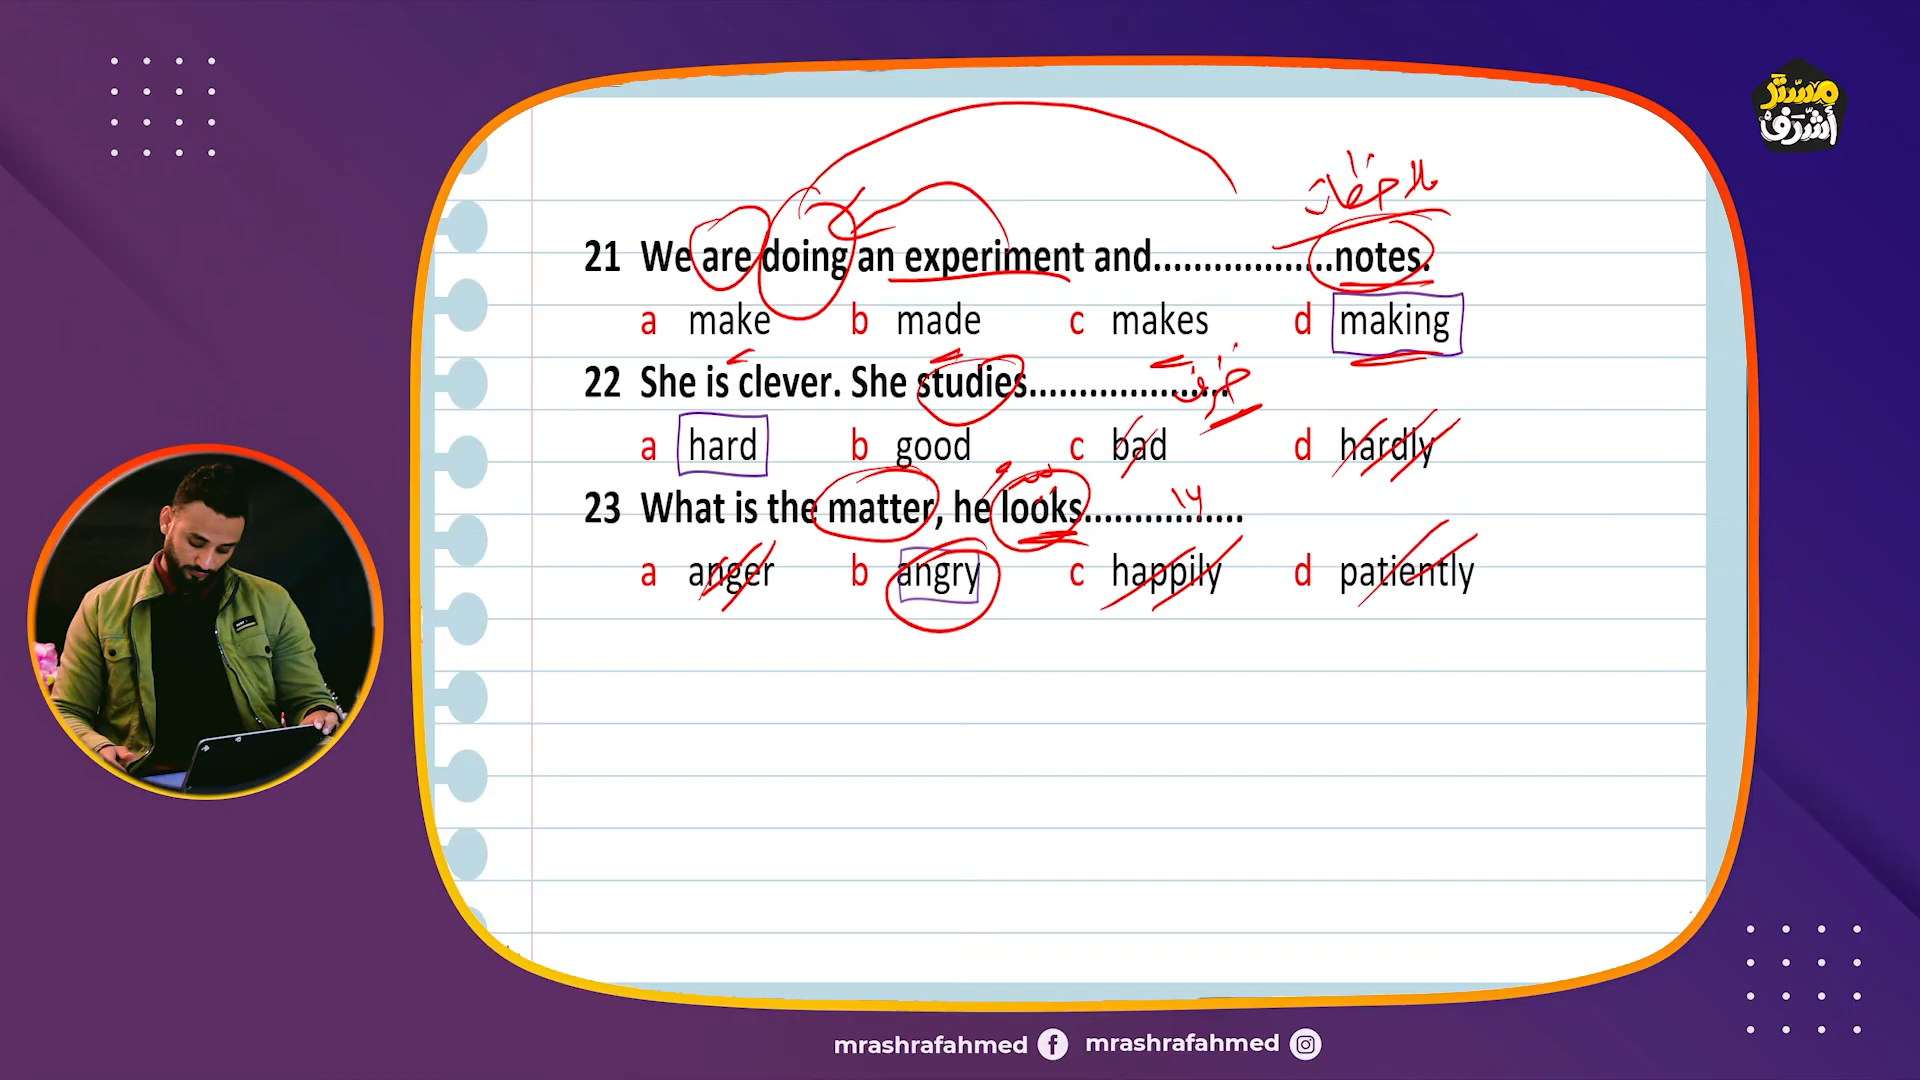 مستر
أشرف
ملاحظات
21 We are doing an experiment and..................notes.
a make b made c makes d making
22 She is clever. She studies....................
ظرف
a hard b good c bad d hardly
23 What is the matter, he looks................
a anger b angry c happily d patiently
mrashrafahmed mrashrafahmed